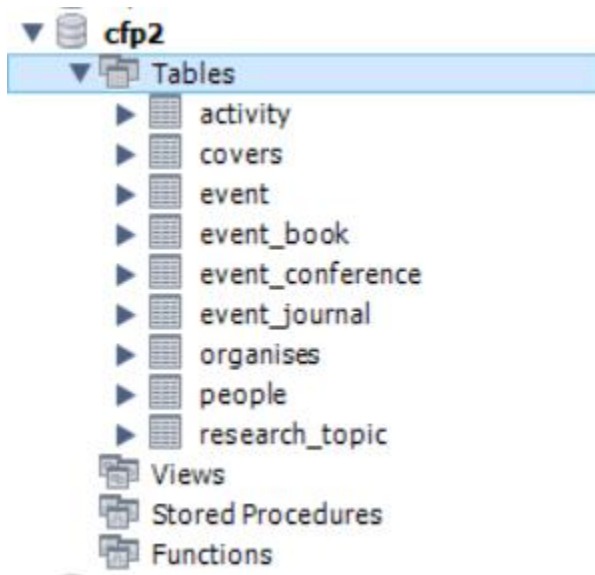 cfp2
Tables
activity
covers
event
event_book
event_conference
event_journal
organises
people
research_topic
Views
Stored Procedures
Functions